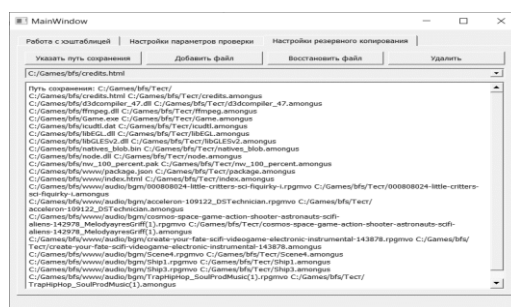 MainWindow
Работа с хэштаблицей
Настройки параметров проверки
Настройки резервного копирования
Указать путь сохранения
Добавить файл
Восстановить файл
Удалить
C:/Games/bfs/credits.html
Путь сохранения: C:/Games/bfs/Тест/
C:/Games/bfs/credits.html C:/Games/bfs/Тест/credits.amongus
C:/Games/bfs/d3dcompiler_47.dll C:/Games/bfs/Тест/d3dcompiler_47.amongus
C:/Games/bfs/ffmpeg.dll C:/Games/bfs/Тест/ffmpeg.amongus
C:/Games/bfs/Game.exe C:/Games/bfs/Тест/Game.amongus
C:/Games/bfs/icudtl.dat C:/Games/bfs/Тест/icudtl.amongus
C:/Games/bfs/libEGL.dll C:/Games/bfs/Тест/libEGL.amongus
C:/Games/bfs/libGLESv2.dll C:/Games/bfs/Тест/libGLESv2.amongus
C:/Games/bfs/natives_blob.bin C:/Games/bfs/Тест/natives_blob.amongus
C:/Games/bfs/node.dll C:/Games/bfs/Тест/node.amongus
C:/Games/bfs/nw_100_percent.pak C:/Games/bfs/Тест/nw_100_percent.amongus
C:/Games/bfs/www/package.json C:/Games/bfs/Тест/package.amongus
C:/Games/bfs/www/index.html C:/Games/bfs/Тест/index.amongus
C:/Games/bfs/www/audio/bgm/000808024-little-critters-sci-fiquirky-i.rpgmvo C:/Games/bfs/Тест/000808024-little-critters-
sci-fiquirky-i.amongus
C:/Games/bfs/www/audio/bgm/acceleron-109122_DSTechnician.rpgmvo C:/Games/bfs/Тест/
acceleron-109122_DSTechnician.amongus
C:/Games/bfs/www/audio/bgm/cosmos-space-game-action-shooter-astronauts-scifi-
aliens-142978_MelodyayresGriff(1).rpgmvo C:/Games/bfs/Тест/cosmos-space-game-action-shooter-astronauts-scifi-
aliens-142978_MelodyayresGriff(1).amongus
C:/Games/bfs/www/audio/bgm/create-your-fate-scifi-videogame-electronic-instrumental-143878.rpgmvo C:/Games/bfs/
Тест/create-your-fate-scifi-videogame-electronic-instrumental-143878.amongus
C:/Games/bfs/www/audio/bgm/Scene4.rpgmvo C:/Games/bfs/Тест/Scene4.amongus
C:/Games/bfs/www/audio/bgm/Ship1.rpgmvo C:/Games/bfs/Тест/Ship1.amongus
C:/Games/bfs/www/audio/bgm/Ship3.rpgmvo C:/Games/bfs/Тест/Ship3.amongus
C:/Games/bfs/www/audio/bgm/TrapHipHop_SoulProdMusic(1).rpgmvo C:/Games/bfs/Тест/
TrapHipHop_SoulProdMusic(1).amongus